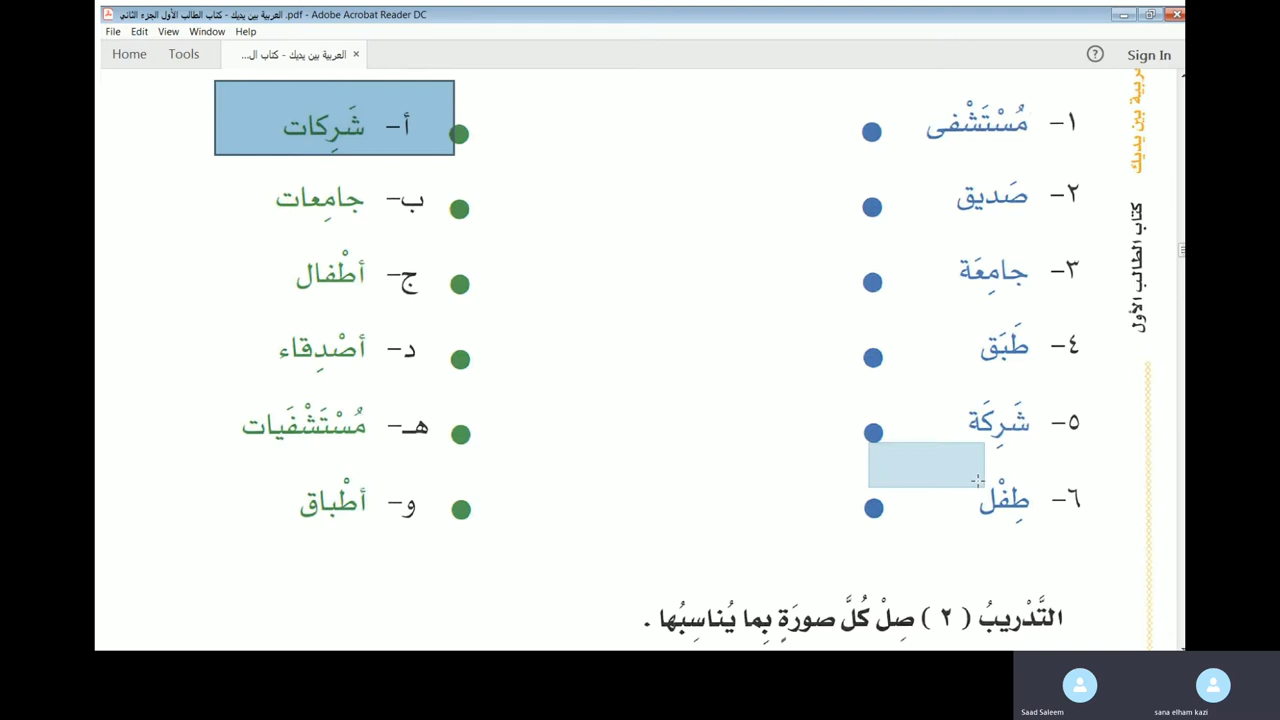 العربية بين يديك - كتاب الطالب الأول الجزء الثاني.pdf - Adobe Acrobat Reader DC
File Edit View Window Help
Home Tools العربية بين يديك - كتاب ال... × ? Sign In
١- مُسْتَشْفى أ- شَرِكات
٢- صَديق ب- جامِعات
٣- جامِعَة ج- أطْفال
٤- طَبَق د- أصْدِقاء
٥- شَرِكَة هـ- مُسْتَشْفَيات
٦- طِفْل و- أطْباق
التَّدْريبُ ( ٢ ) صِلْ كُلَّ صورَةٍ بِما يُناسِبُها .
بين يديك
كتاب الطالب الأول
Saad Saleem
sana elham kazi